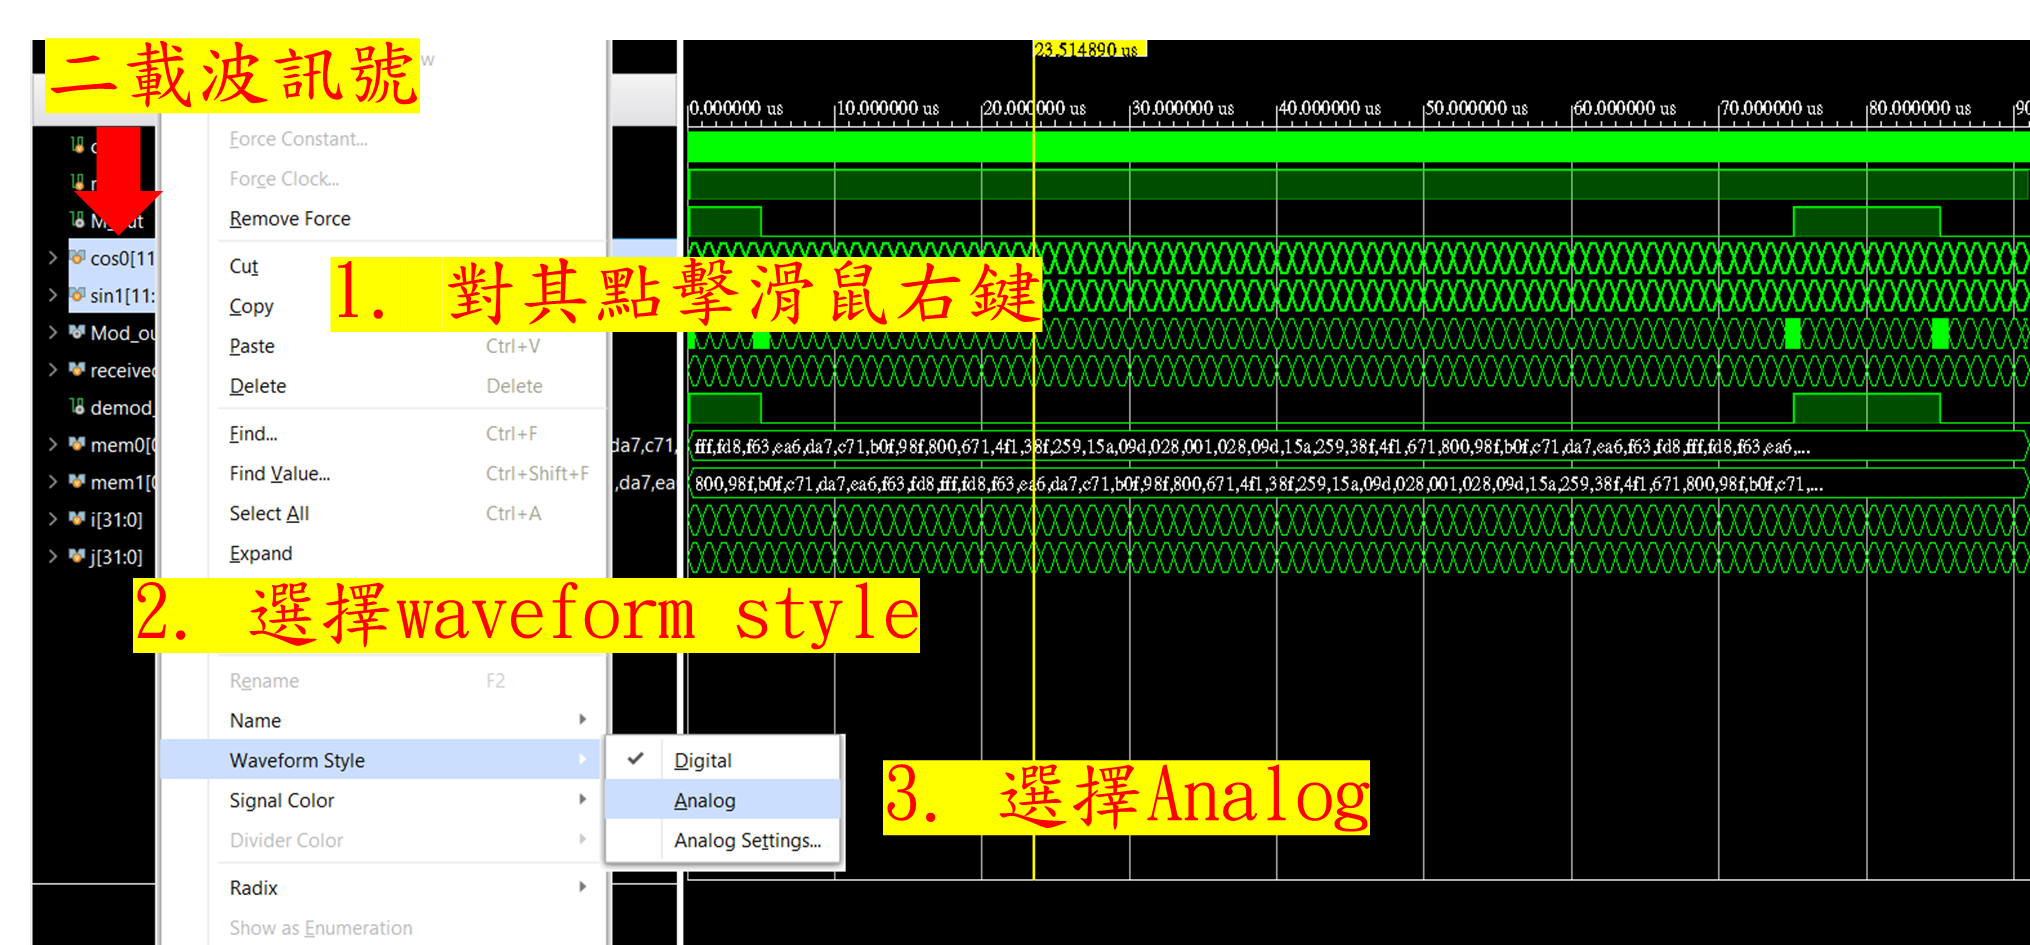 二載波訊號
w
23.514890 us
0.000000 us
10.000000 us
20.000000 us
30.000000 us
40.000000 us
50.000000 us
60.000000 us
70.000000 us
80.000000 us
90
Force Constant...
Force Clock...
Remove Force
cos0[11
sin1[11:
Mod_ou
received
demod_
mem0[0
mem1[0
i[31:0]
j[31:0]
Cut
Copy
1. 對其點擊滑鼠右鍵
Paste Ctrl+V
Delete Delete
Find... Ctrl+F
Find Value... Ctrl+Shift+F
Select All Ctrl+A
Expand
da7,c71,
,da7,ea
fff,fd8,f63,ea6,da7,c71,b0f,98f,800,671,4f1,38f,259,15a,09d,028,001,028,09d,15a,259,38f,4f1,671,800,98f,b0f,c71,da7,ea6,f63,fd8,fff,fd8,f63,ea6,...
800,98f,b0f,c71,da7,ea6,f63,fd8,fff,fd8,f63,ea6,da7,c71,b0f,98f,800,671,4f1,38f,259,15a,09d,028,001,028,09d,15a,259,38f,4f1,671,800,98f,b0f,c71,...
2. 選擇waveform style
Rename F2
Name
Waveform Style
Signal Color
Divider Color
Radix
Show as Enumeration
Digital
Analog
Analog Settings...
3. 選擇Analog